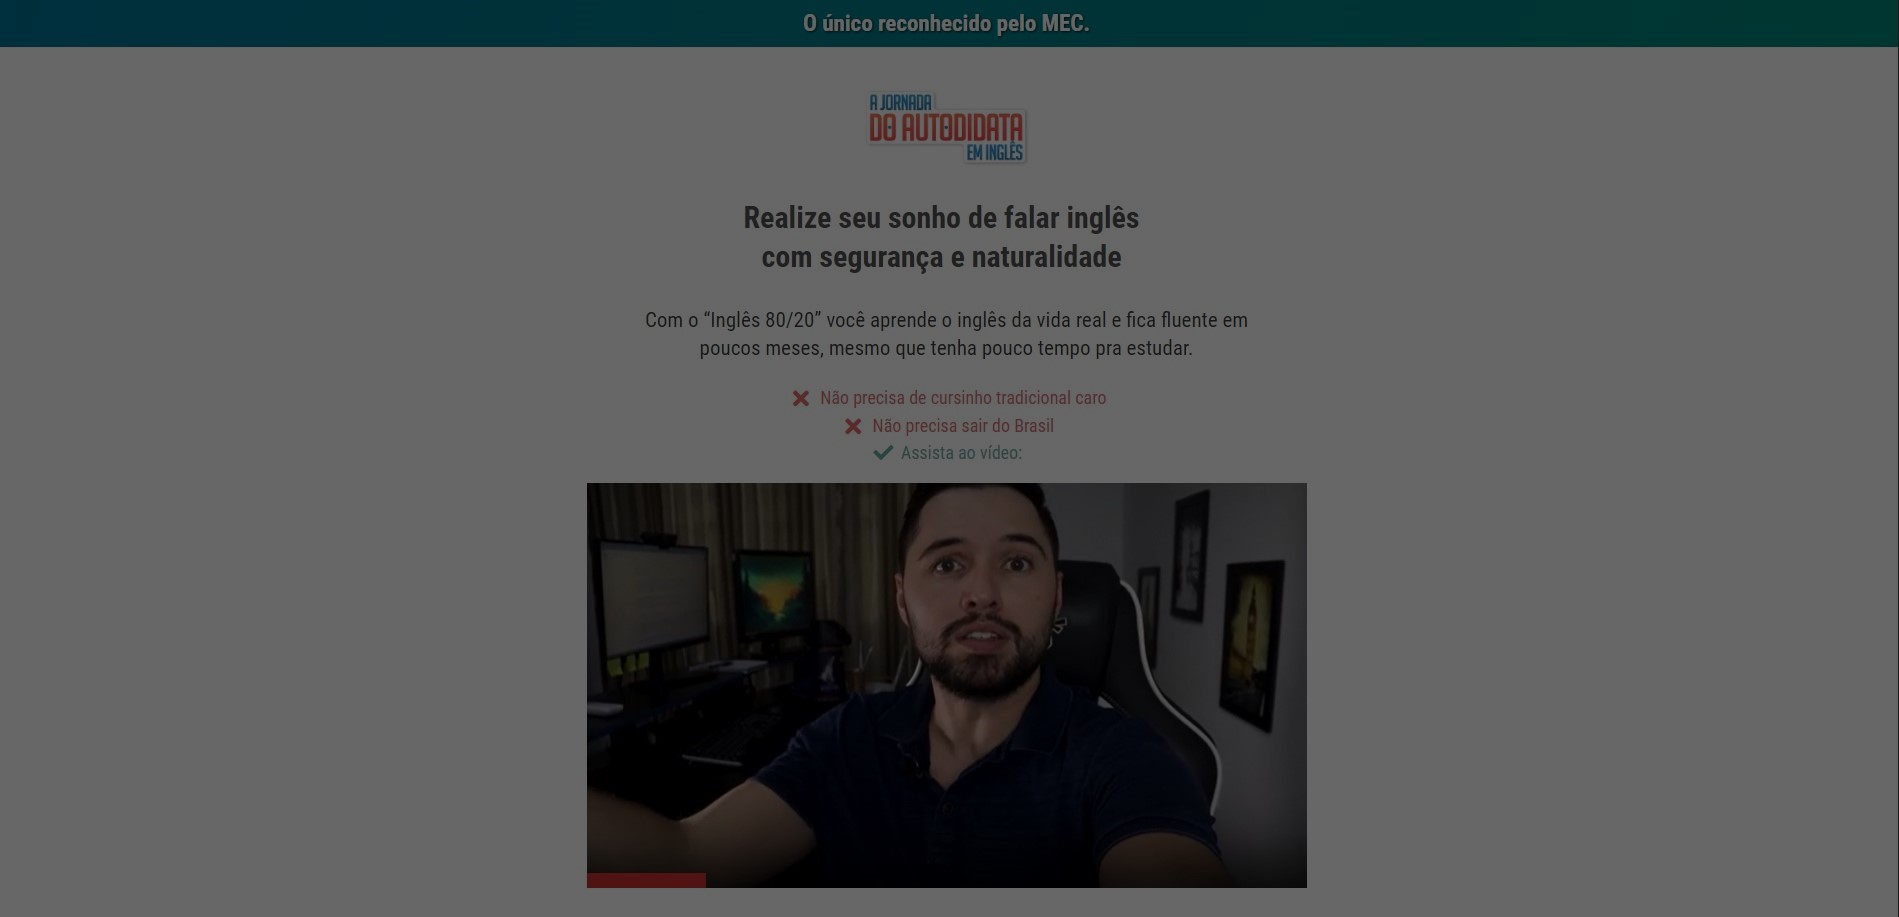 O único reconhecido pelo MEC.
A JORNADA
DO AUTODIDATA
EM INGLÊS
Realize seu sonho de falar inglês
com segurança e naturalidade
Com o “Inglês 80/20” você aprende o inglês da vida real e fica fluente em
poucos meses, mesmo que tenha pouco tempo pra estudar.
Não precisa de cursinho tradicional caro
Não precisa sair do Brasil
Assista ao vídeo: